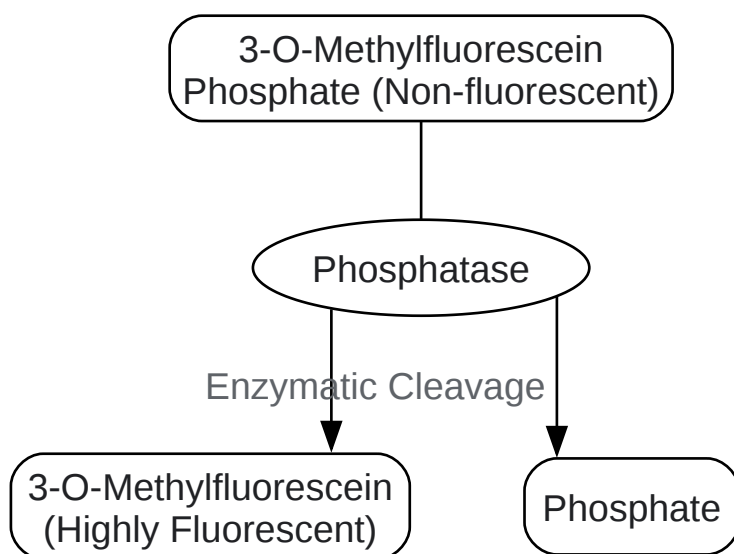 3-O-Methylfluorescein
Phosphate (Non-fluorescent)
Phosphatase
Enzymatic Cleavage
3-O-Methylfluorescein
(Highly Fluorescent)
Phosphate